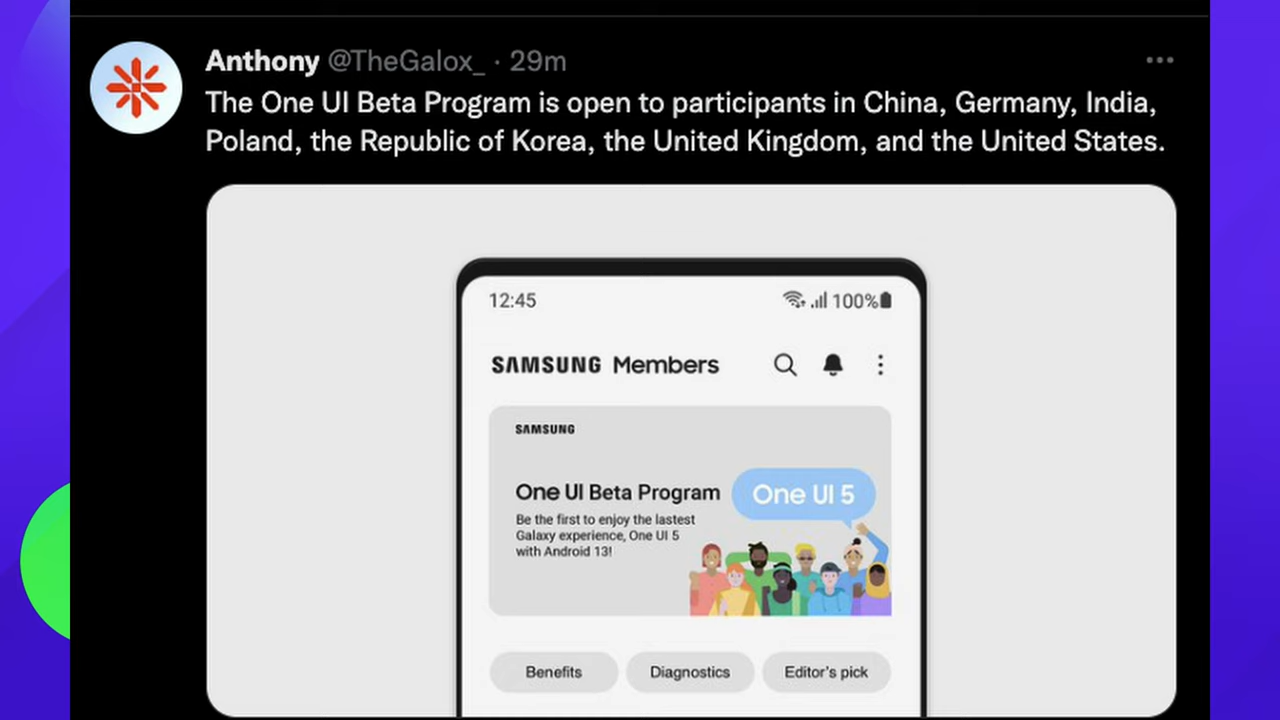 Anthony @TheGalox_ · 29m
The One UI Beta Program is open to participants in China, Germany, India,
Poland, the Republic of Korea, the United Kingdom, and the United States.
12:45 100%
SAMSUNG Members
SAMSUNG
One UI Beta Program
One UI 5
Be the first to enjoy the lastest
Galaxy experience, One UI 5
with Android 13!
Benefits Diagnostics Editor's pick